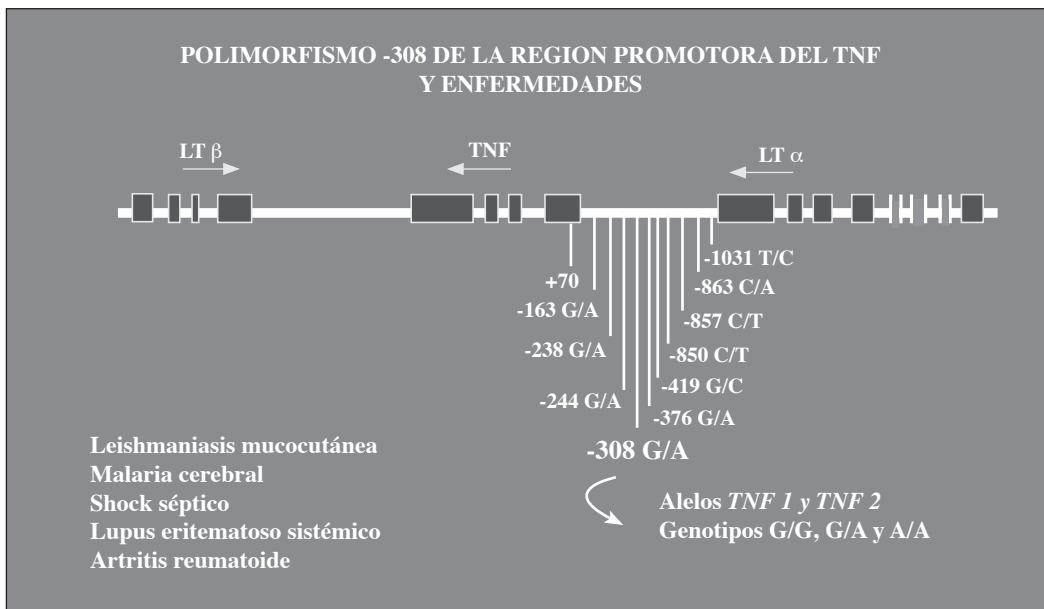 POLIMORFISMO -308 DE LA REGION PROMOTORA DEL TNF
Y ENFERMEDADES
LT β
TNF
LT α
+70
-163 G/A
-238 G/A
-244 G/A
-308 G/A
-376 G/A
-419 G/C
-850 C/T
-857 C/T
-863 C/A
-1031 T/C
Leishmaniasis mucocutánea
Malaria cerebral
Shock séptico
Lupus eritematoso sistémico
Artritis reumatoide
Alelos TNF 1 y TNF 2
Genotipos G/G, G/A y A/A